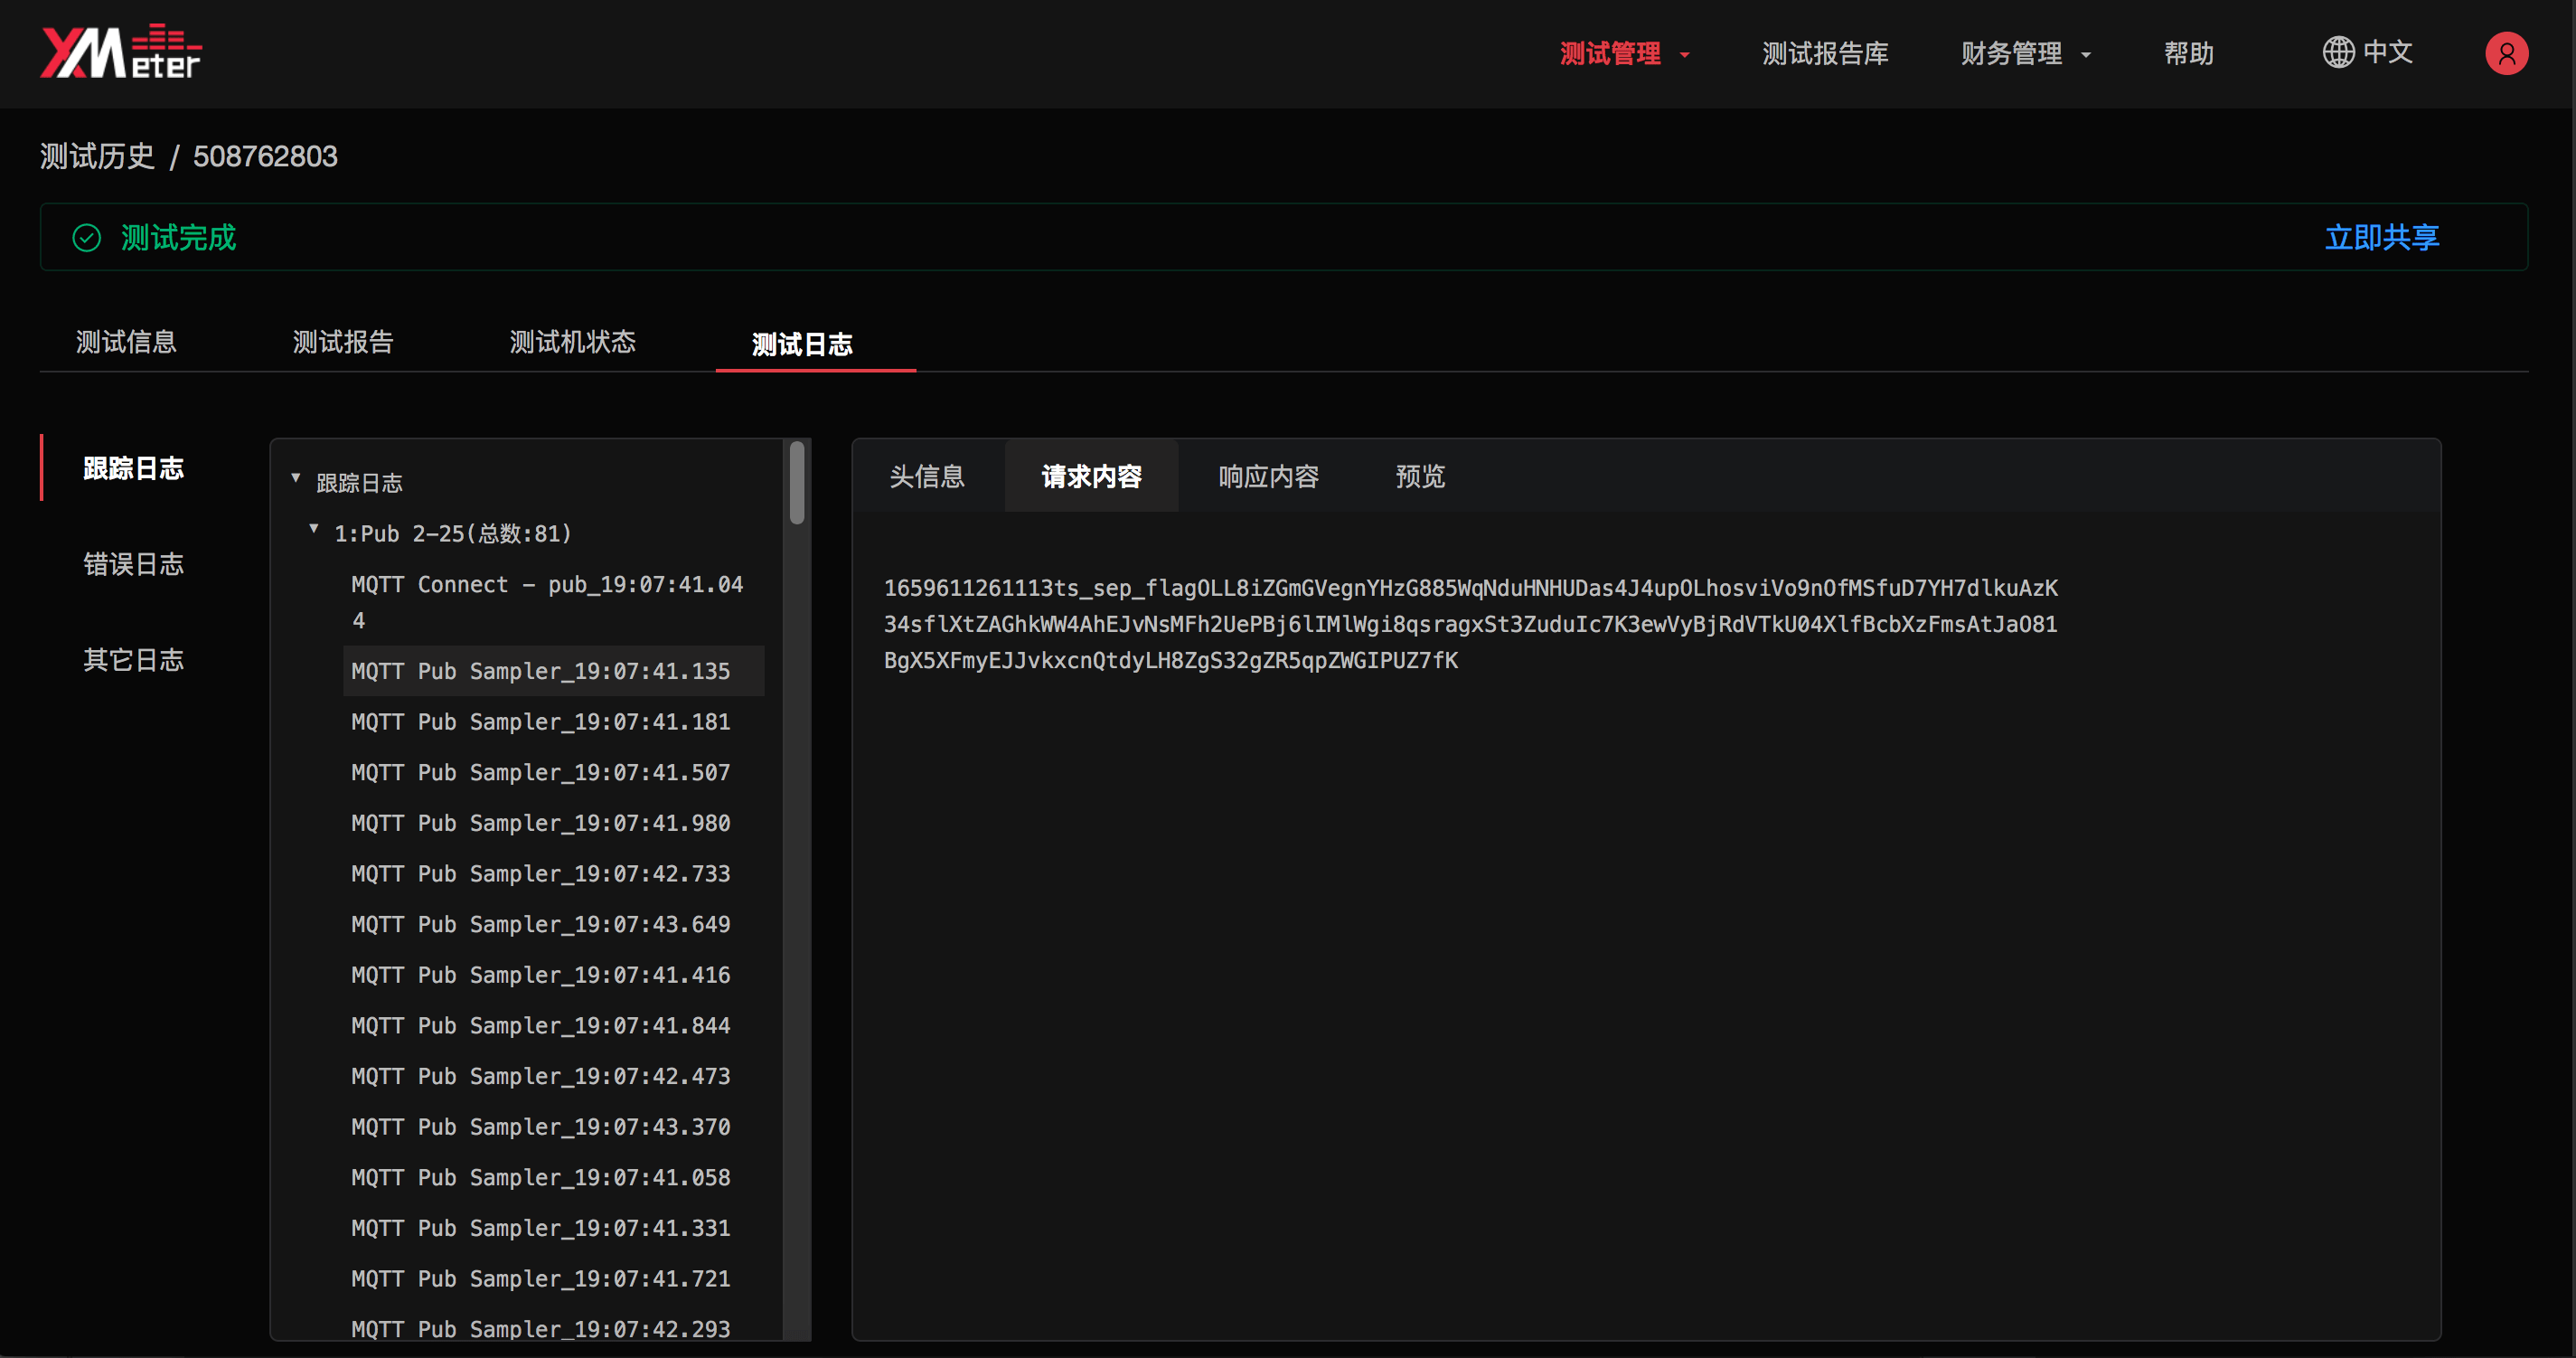 XMeter
测试管理
测试报告库
财务管理
帮助
中文
测试历史 / 508762803
测试完成
立即共享
测试信息
测试报告
测试机状态
测试日志
跟踪日志
错误日志
其它日志
跟踪日志
1:Pub 2-25(总数:81)
MQTT Connect - pub_19:07:41.04
4
MQTT Pub Sampler_19:07:41.135
MQTT Pub Sampler_19:07:41.181
MQTT Pub Sampler_19:07:41.507
MQTT Pub Sampler_19:07:41.980
MQTT Pub Sampler_19:07:42.733
MQTT Pub Sampler_19:07:43.649
MQTT Pub Sampler_19:07:41.416
MQTT Pub Sampler_19:07:41.844
MQTT Pub Sampler_19:07:42.473
MQTT Pub Sampler_19:07:43.370
MQTT Pub Sampler_19:07:41.058
MQTT Pub Sampler_19:07:41.331
MQTT Pub Sampler_19:07:41.721
MQTT Pub Sampler_19:07:42.293
头信息
请求内容
响应内容
预览
1659611261113ts_sep_flagOLL8iZGmGVegnYHzG885WqNduHNHUDas4J4upOLhosviVo9nOfMSfuD7YH7dlkuAzK
34sflXtZAGhkWW4AhEJvNsMFh2UePBj6lIMlWgi8qsragxSt3ZuduIc7K3ewVyBjRdVTkU04XlfBcbXzFmsAtJaO81
BgX5XFmyEJJvkxcnQtdyLH8ZgS32gZR5qpZWGIPUZ7fK